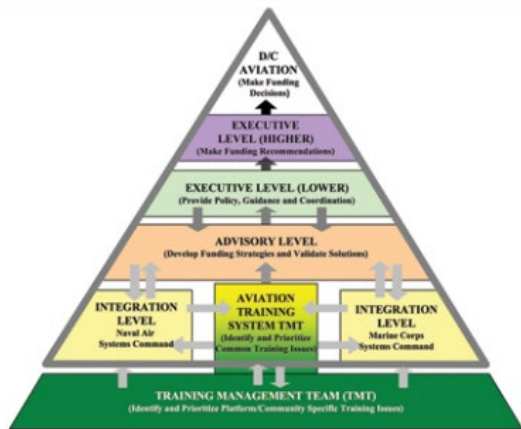 D/C
AVIATION
(Make Funding
Decisions)
EXECUTIVE
LEVEL (HIGHER)
(Make Funding Recommendations)
EXECUTIVE LEVEL (LOWER)
(Provide Policy, Guidance and Coordination)
ADVISORY LEVEL
(Develop Funding Strategies and Validate Solutions)
INTEGRATION
LEVEL
Naval Air
Systems Command
AVIATION
TRAINING
SYSTEM TMT
(Identify and Prioritize
Common Training Issues)
INTEGRATION
LEVEL
Marine Corps
Systems Command
TRAINING MANAGEMENT TEAM (TMT)
(Identify and Prioritize Platform/Community Specific Training Issues)